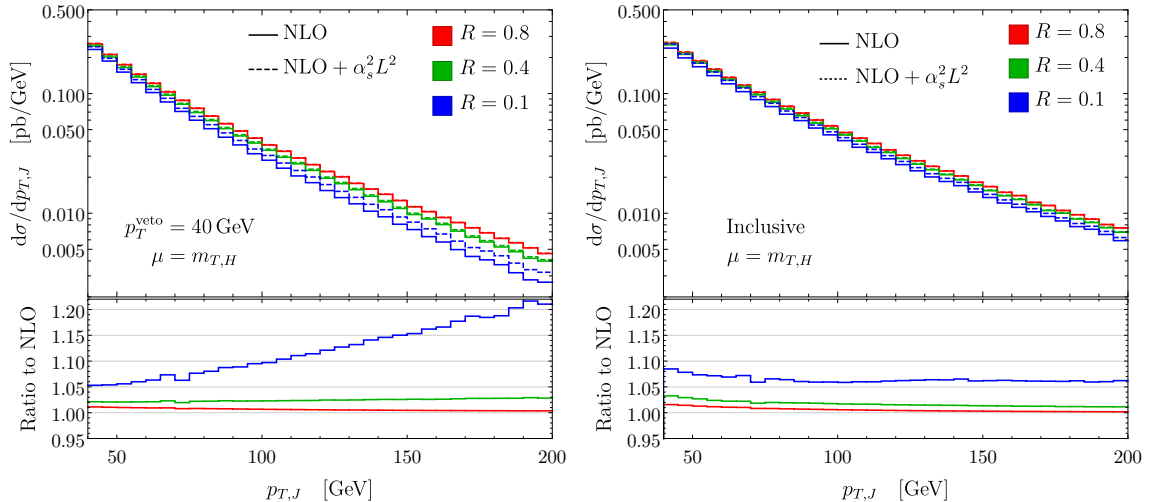 0.500
0.100
0.050
0.010
0.005
dσ/dp_{T,J} [pb/GeV]
NLO
NLO + α_s^2 L^2
R = 0.8
R = 0.4
R = 0.1
p_T^{veto} = 40 GeV
μ = m_{T,H}
1.20
1.15
1.10
1.05
1.00
0.95
Ratio to NLO
50
100
150
200
p_{T,J} [GeV]
0.500
0.100
0.050
0.010
0.005
dσ/dp_{T,J} [pb/GeV]
NLO
NLO + α_s^2 L^2
R = 0.8
R = 0.4
R = 0.1
Inclusive
μ = m_{T,H}
1.20
1.15
1.10
1.05
1.00
0.95
Ratio to NLO
50
100
150
200
p_{T,J} [GeV]